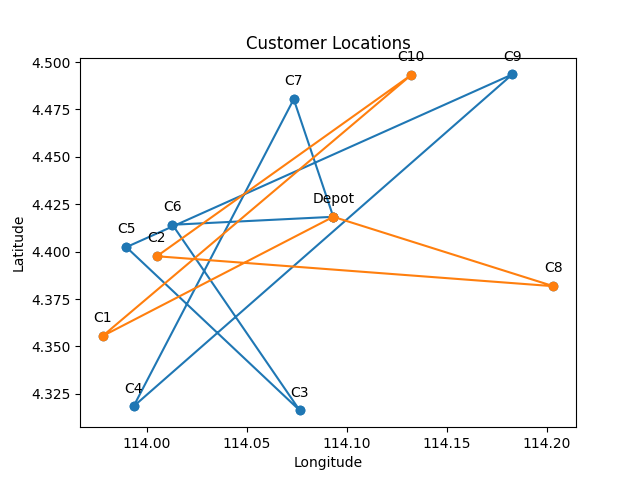 Customer Locations
4.500
4.475
4.450
4.425
4.400
4.375
4.350
4.325
Latitude
C10
C9
C7
Depot
C6
C5
C2
C8
C1
C4
C3
114.00 114.05 114.10 114.15 114.20
Longitude